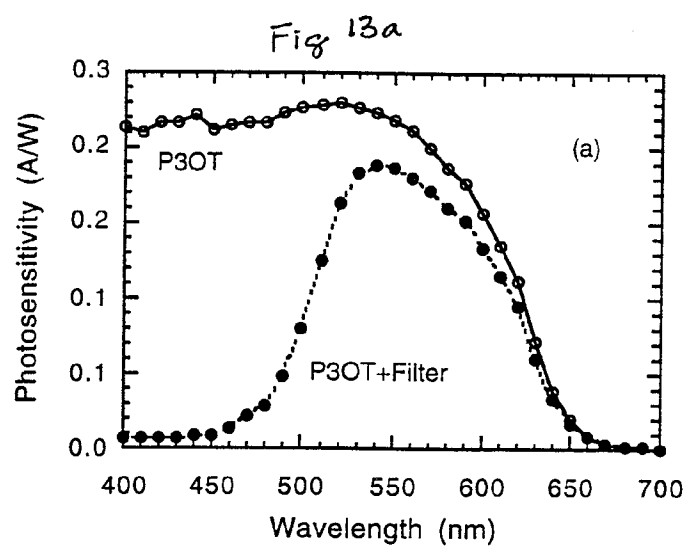 Fig 13a
0.3
0.2
0.2
0.1
0.1
0.0
Photosensitivity (A/W)
P3OT
(a)
P3OT+Filter
400 450 500 550 600 650 700
Wavelength (nm)